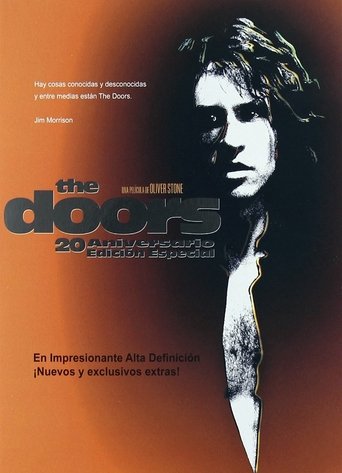 Hay cosas conocidas y desconocidas
y entre medias están The Doors.
Jim Morrison
the
UNA PELÍCULA DE OLIVER STONE
doors
20 Aniversario
Edición Especial
En Impresionante Alta Definición
¡Nuevos y exclusivos extras!